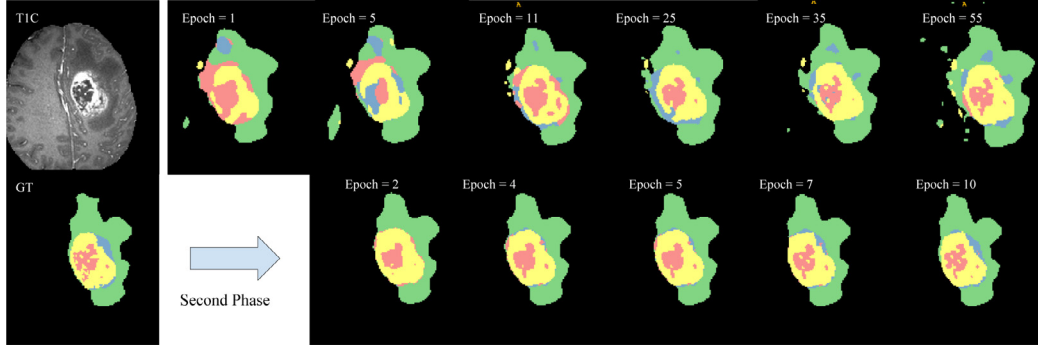 T1C
Epoch = 1
Epoch = 5
Epoch = 11
Epoch = 25
Epoch = 35
Epoch = 55
GT
Second Phase
Epoch = 2
Epoch = 4
Epoch = 5
Epoch = 7
Epoch = 10